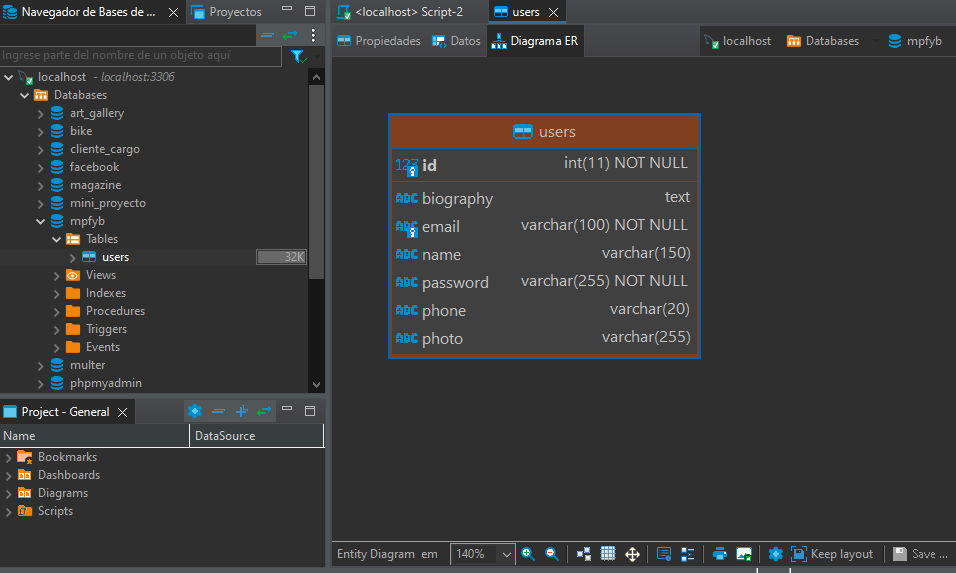 Navegador de Bases de ...
Proyectos
Ingrese parte del nombre de un objeto aquí
localhost - localhost:3306
Databases
art_gallery
bike
cliente_cargo
facebook
magazine
mini_proyecto
mpfyb
Tables
users 32K
Views
Indexes
Procedures
Triggers
Events
multer
phpmyadmin
Project - General
Name DataSource
Bookmarks
Dashboards
Diagrams
Scripts
<localhost> Script-2
users
Propiedades Datos Diagrama ER
localhost Databases mpfyb
users
123 id int(11) NOT NULL
ABC biography text
ABC email varchar(100) NOT NULL
ABC name varchar(150)
ABC password varchar(255) NOT NULL
ABC phone varchar(20)
ABC photo varchar(255)
Entity Diagram em 140% Keep layout Save ...